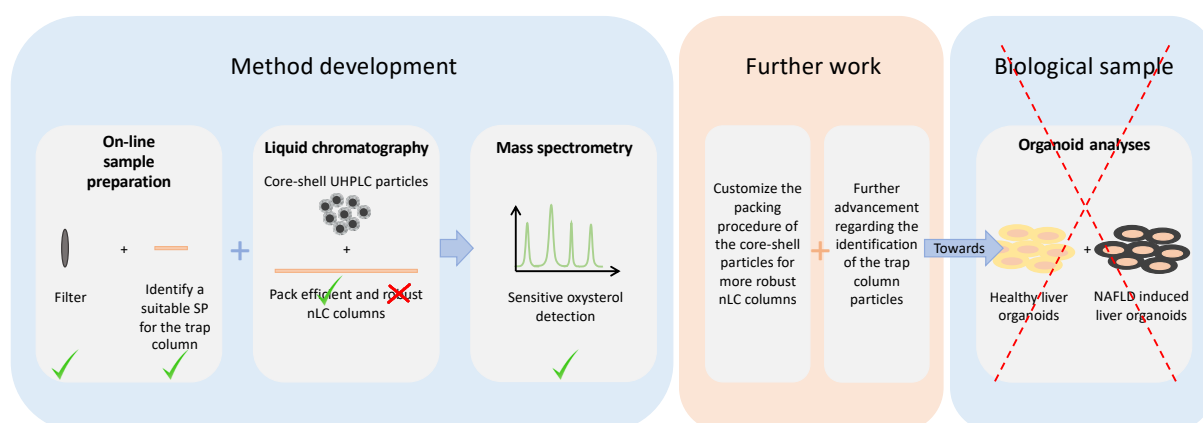 Method development
On-line
sample
preparation
+
Filter
Identify a
suitable SP
for the trap
column
+
Liquid chromatography
Core-shell UHPLC particles
+
Pack efficient and robust
nLC columns
Mass spectrometry
Sensitive oxysterol
detection
Further work
Customize the
packing
procedure of
the core-shell
particles for
more robust
nLC columns
+
Further
advancement
regarding the
identification
of the trap
column
particles
Towards
Biological sample
Organoid analyses
+
Healthy liver
organoids
NAFLD induced
liver organoids